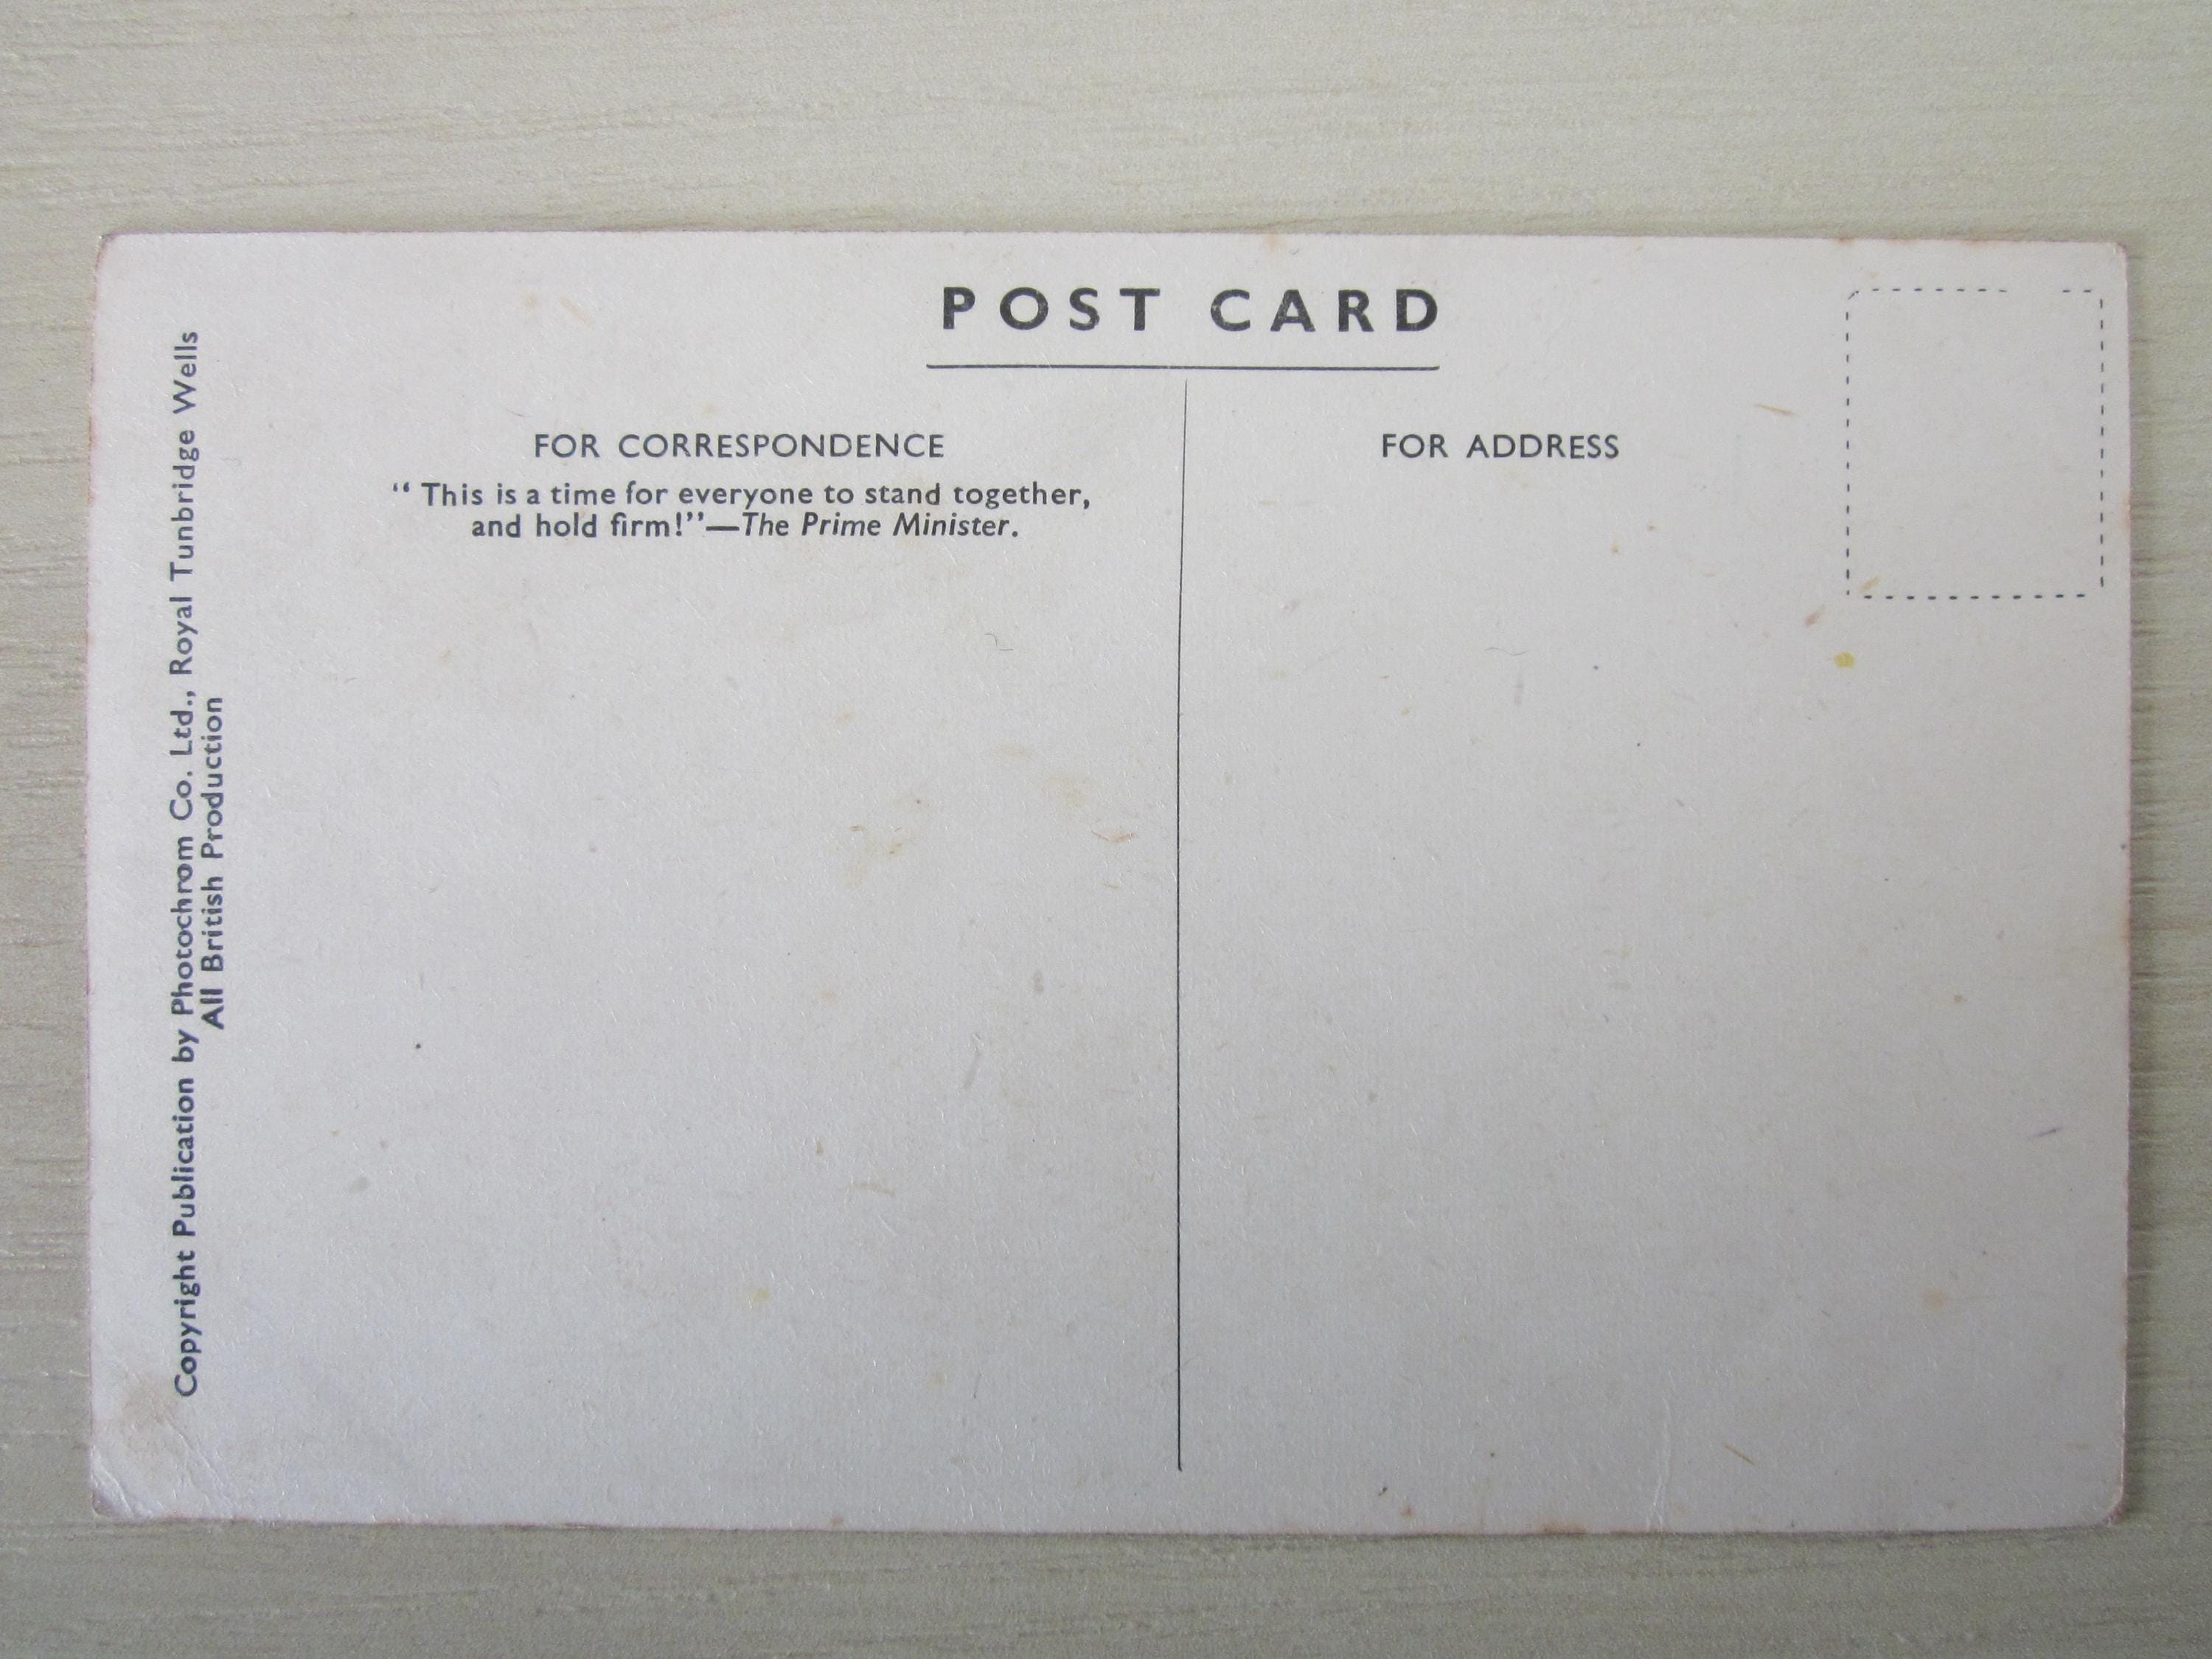 POST CARD
FOR CORRESPONDENCE
“ This is a time for everyone to stand together,
and hold firm!”—The Prime Minister.
FOR ADDRESS
Copyright Publication by Photochrom Co. Ltd., Royal Tunbridge Wells
All British Production